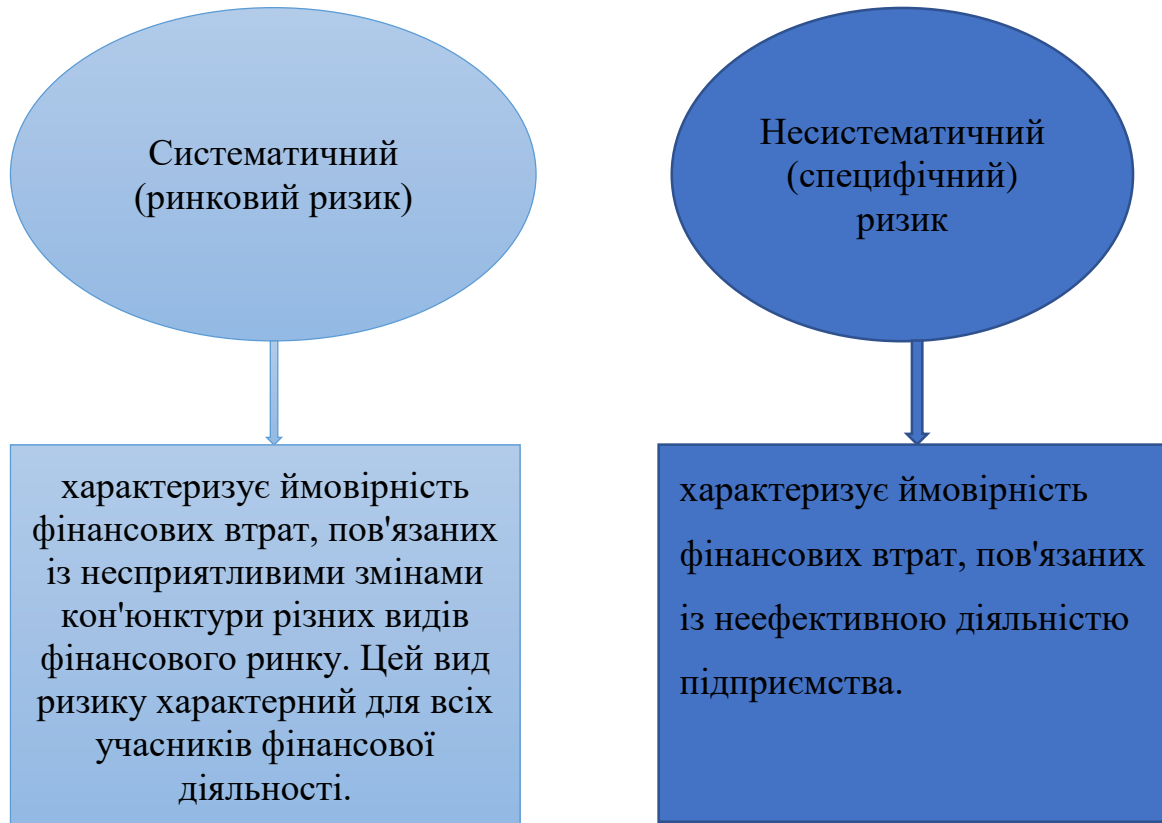 Систематичний
(ринковий ризик)
Несистематичний
(специфічний)
ризик
характеризує ймовірність
фінансових втрат, пов'язаних
із несприятливими змінами
кон'юнктури різних видів
фінансового ринку. Цей вид
ризику характерний для всіх
учасників фінансової
діяльності.
характеризує ймовірність
фінансових втрат, пов'язаних
із неефективною діяльністю
підприємства.